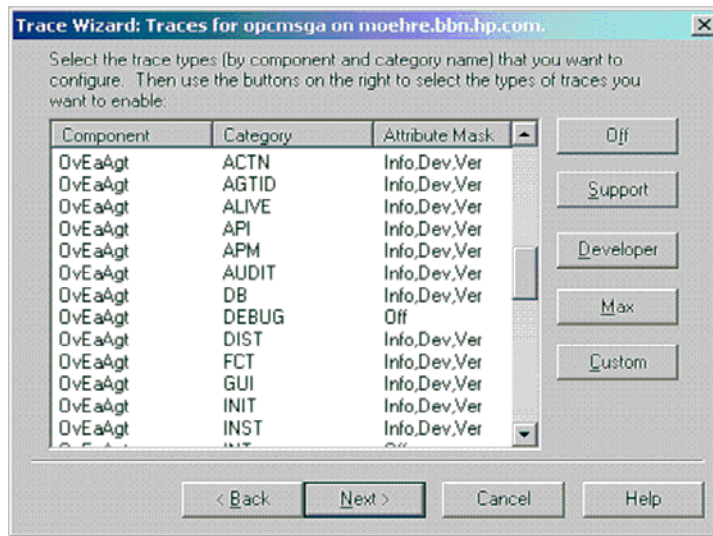 Trace Wizard: Traces for opcmsga on moehre.bbn.hp.com.
Select the trace types (by component and category name) that you want to
configure. Then use the buttons on the right to select the types of traces you
want to enable:
Component Category Attribute Mask
OvEaAgt ACTN Info,Dev,Ver
OvEaAgt AGTID Info,Dev,Ver
OvEaAgt ALIVE Info,Dev,Ver
OvEaAgt API Info,Dev,Ver
OvEaAgt APM Info,Dev,Ver
OvEaAgt AUDIT Info,Dev,Ver
OvEaAgt DB Info,Dev,Ver
OvEaAgt DEBUG Off
OvEaAgt DIST Info,Dev,Ver
OvEaAgt FCT Info,Dev,Ver
OvEaAgt GUI Info,Dev,Ver
OvEaAgt INIT Info,Dev,Ver
OvEaAgt INST Info,Dev,Ver
Off
Support
Developer
Max
Custom
< Back Next > Cancel Help